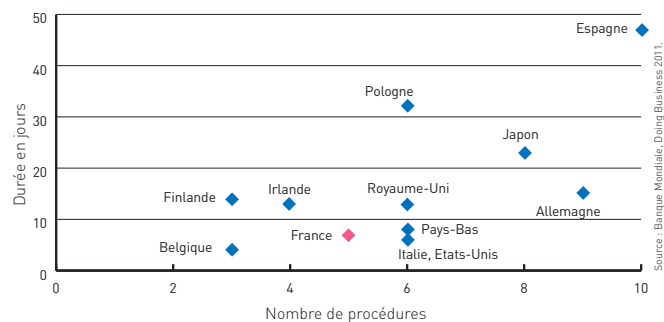 50
Espagne
40
Pologne
30
Japon
20
Finlande
Irlande
Royaume-Uni
Allemagne
10
France
Pays-Bas
Belgique
Italie, Etats-Unis
0
0 2 4 6 8 10
Durée en jours
Nombre de procédures
Source : Banque Mondiale, Doing Business 2011.